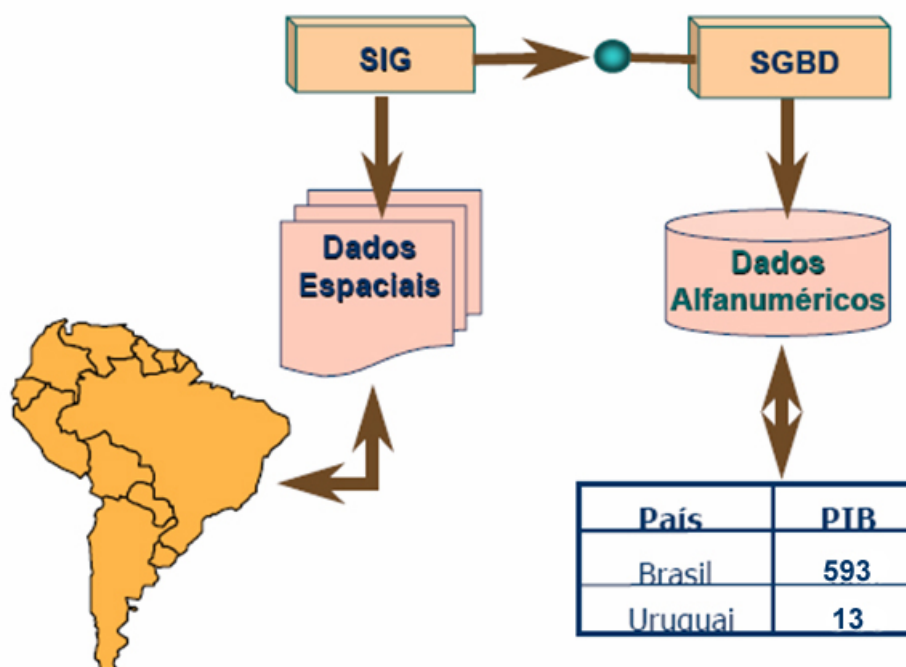 SIG
SGBD
Dados
Espaciais
Dados
Alfanuméricos
País PIB
Brasil 593
Uruguai 13